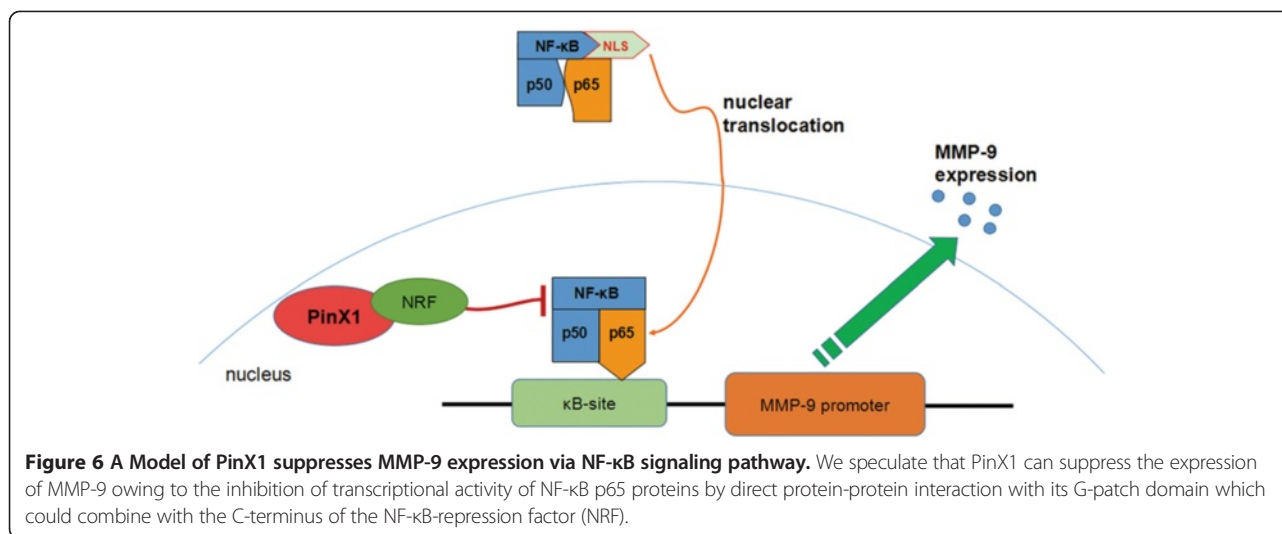 NF-κB NLS
p50 p65
nuclear
translocation
MMP-9
expression
PinX1 NRF
NF-κB
p50 p65
nucleus
κB-site
MMP-9 promoter
Figure 6 A Model of PinX1 suppresses MMP-9 expression via NF-κB signaling pathway. We speculate that PinX1 can suppress the expression
of MMP-9 owing to the inhibition of transcriptional activity of NF-κB p65 proteins by direct protein-protein interaction with its G-patch domain which
could combine with the C-terminus of the NF-κB-repression factor (NRF).